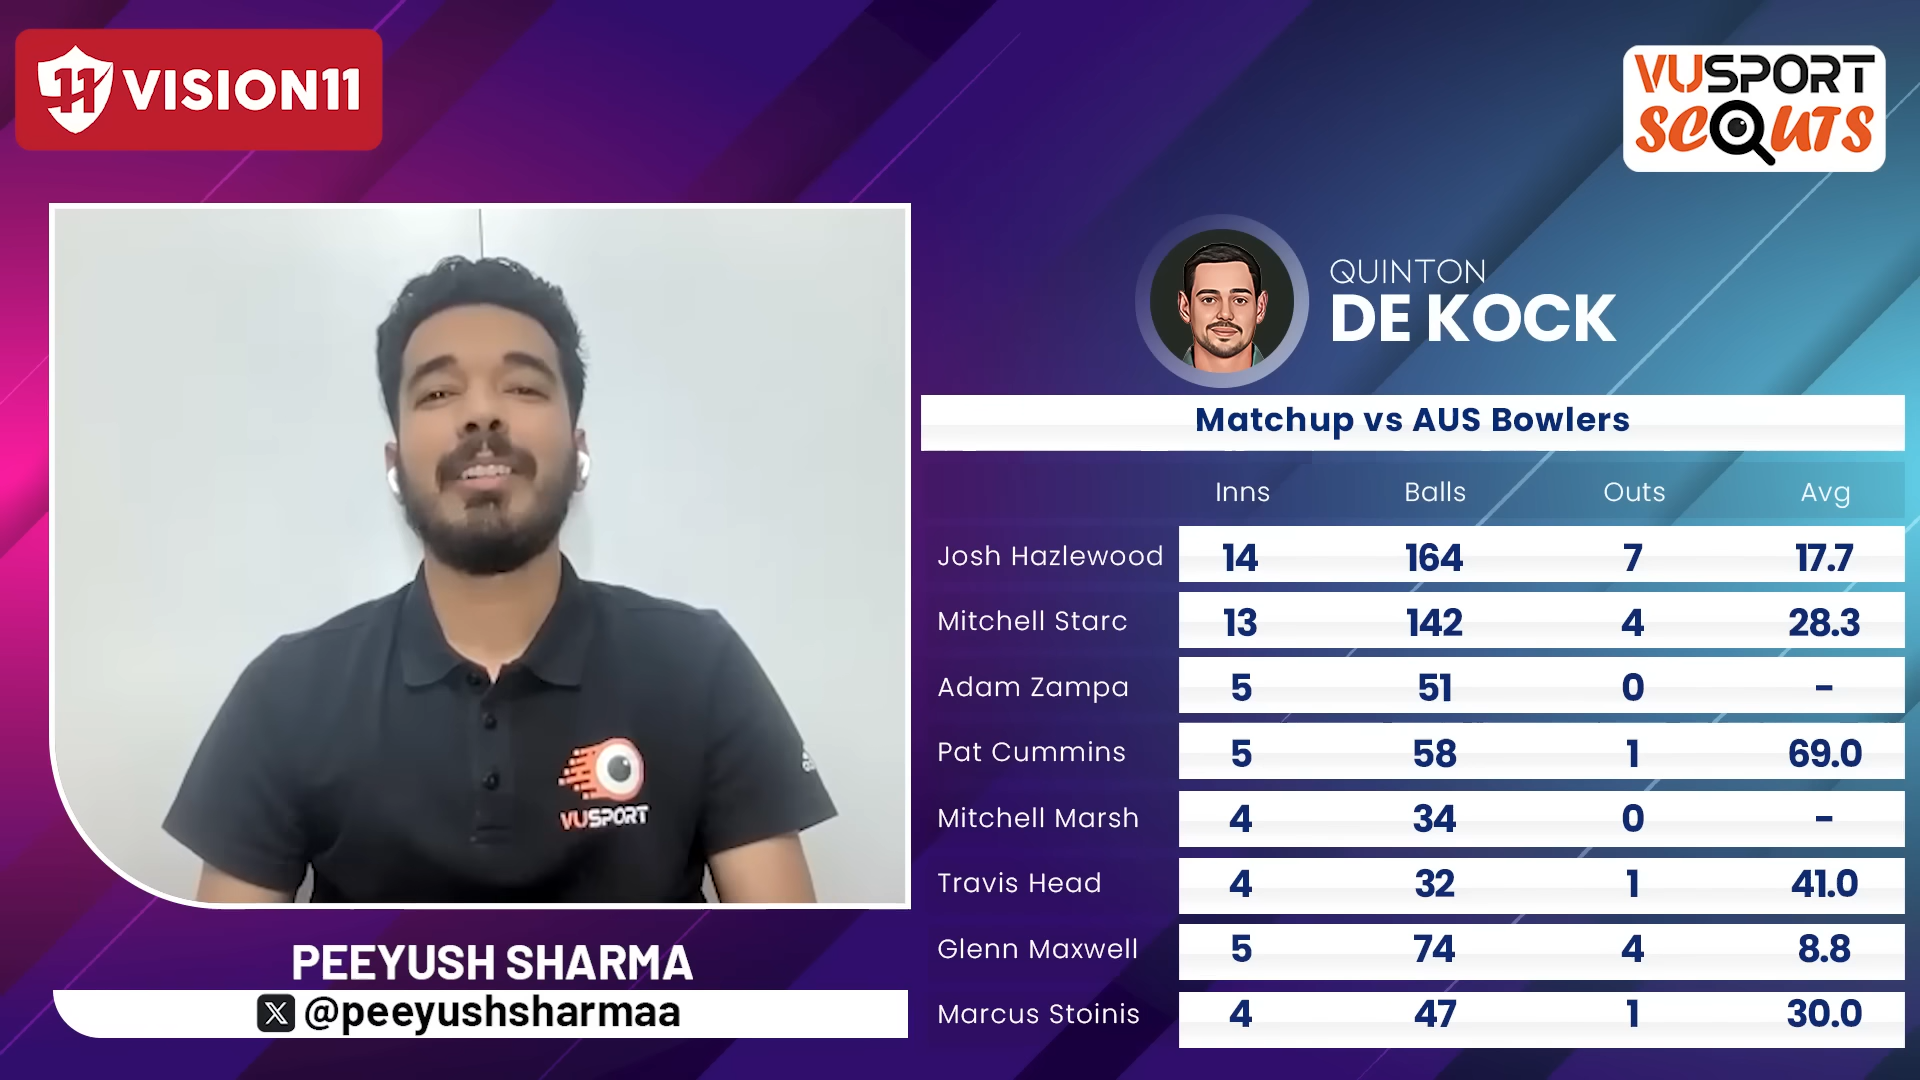 11 VISION11
VUSPORT
SCOUTS
QUINTON
DE KOCK
Matchup vs AUS Bowlers
Inns Balls Outs Avg
Josh Hazlewood 14 164 7 17.7
Mitchell Starc 13 142 4 28.3
Adam Zampa 5 51 0 -
Pat Cummins 5 58 1 69.0
Mitchell Marsh 4 34 0 -
Travis Head 4 32 1 41.0
Glenn Maxwell 5 74 4 8.8
Marcus Stoinis 4 47 1 30.0
VUSPORT
PEEYUSH SHARMA
X @peeyushsharmaa